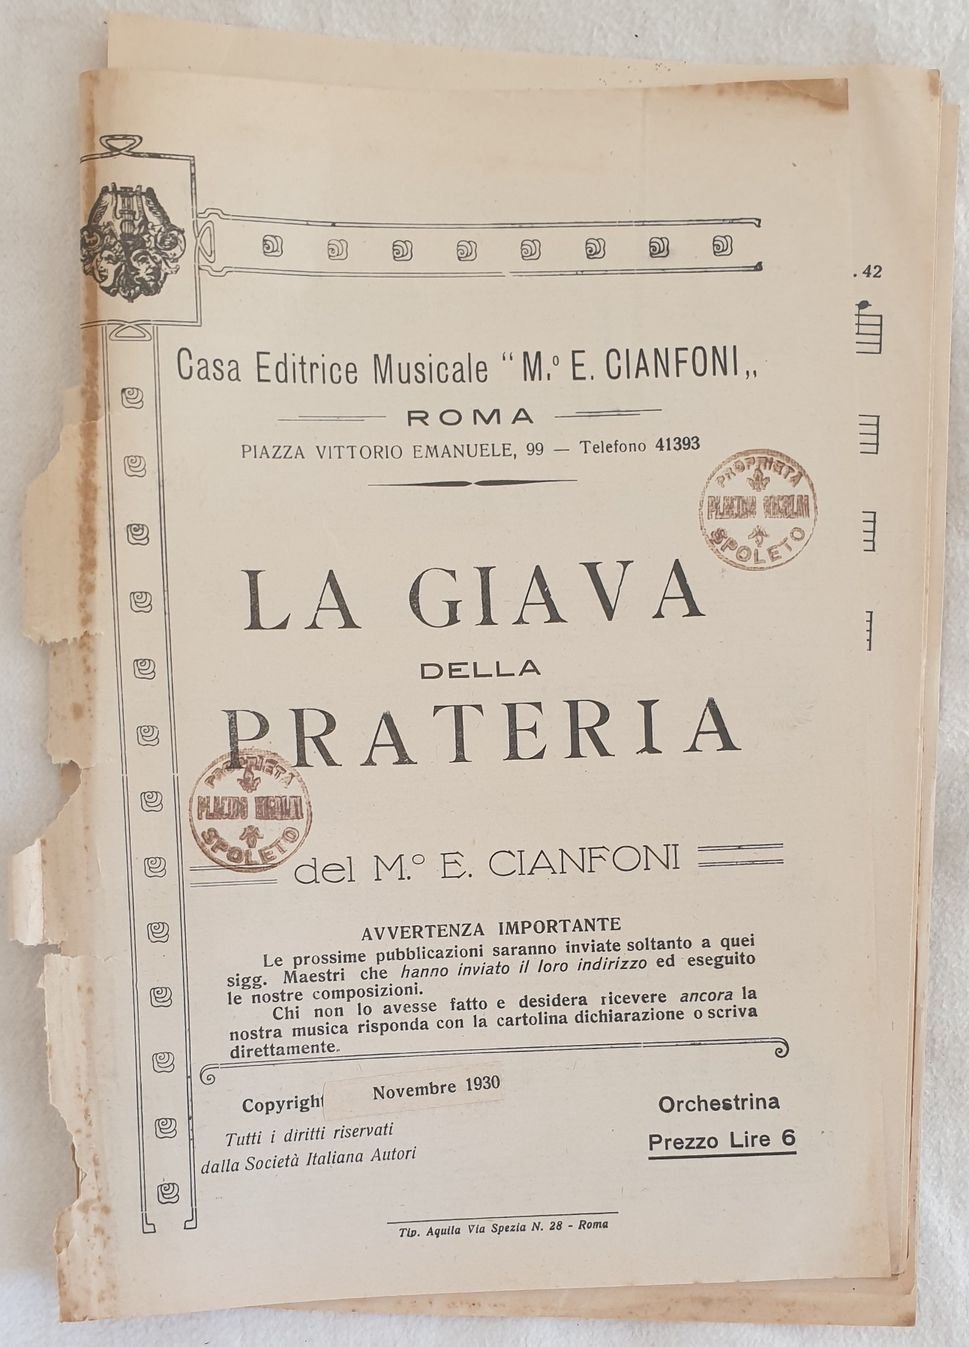 . 42
Casa Editrice Musicale “ M.º E. CIANFONI „
ROMA
PIAZZA VITTORIO EMANUELE, 99 — Telefono 41393
PROPRIETÀ
PLACIDO
SPOLETO
LA GIAVA
DELLA
PRATERIA
PROPRIETÀ
PLACIDO
SPOLETO
del M.º E. CIANFONI
AVVERTENZA IMPORTANTE
Le prossime pubblicazioni saranno inviate soltanto a quei
sigg. Maestri che hanno inviato il loro indirizzo ed eseguito
le nostre composizioni.
Chi non lo avesse fatto e desidera ricevere ancora la
nostra musica risponda con la cartolina dichiarazione o scriva
direttamente.
Copyright Novembre 1930
Tutti i diritti riservati
dalla Società Italiana Autori
Orchestrina
Prezzo Lire 6
Tip. Aquila Via Spezia N. 28 - Roma